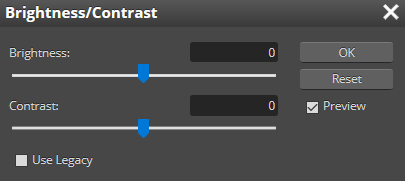 Brightness/Contrast
Brightness: 0 OK
Reset
Contrast: 0 Preview
Use Legacy